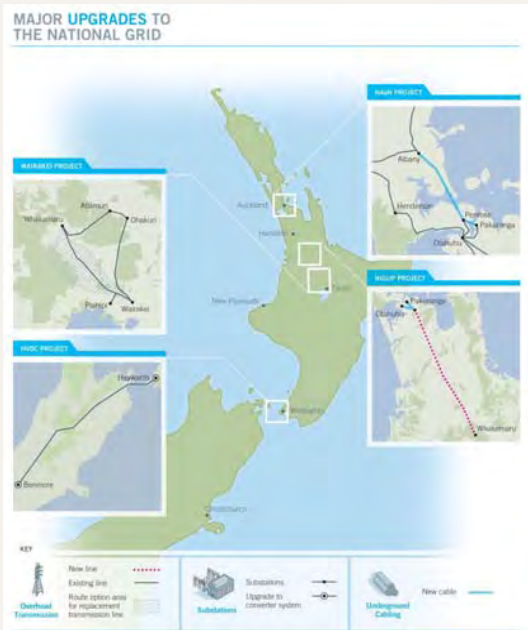 MAJOR UPGRADES TO
THE NATIONAL GRID
NAaN PROJECT
Albany
Henderson
Penrose
Pakuranga
Otahuhu
WAIRAKEI PROJECT
Atiamuri
Whakamaru
Ohakuri
Poihipi
Wairakei
Auckland
Hamilton
Taupo
New Plymouth
Wellington
Christchurch
NIGUP PROJECT
Pakuranga
Otahuhu
Whakamaru
HVDC PROJECT
Haywards
Benmore
KEY
New line
Existing line
Route option area
for replacement
transmission line
Overhead
Transmission
Substations
Substations
Upgrade to
converter system
Underground
Cabling
New cable